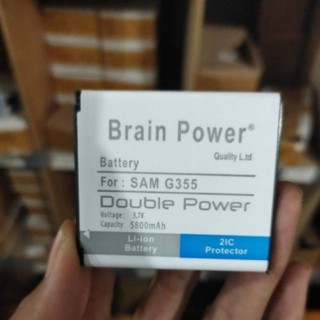 Brain Power®
Quality L.td
Battery
For : SAM G355
Double Power
Voltage: 3.7V
Capacity: 5800mAh
Li-Ion 2IC
Battery Protector